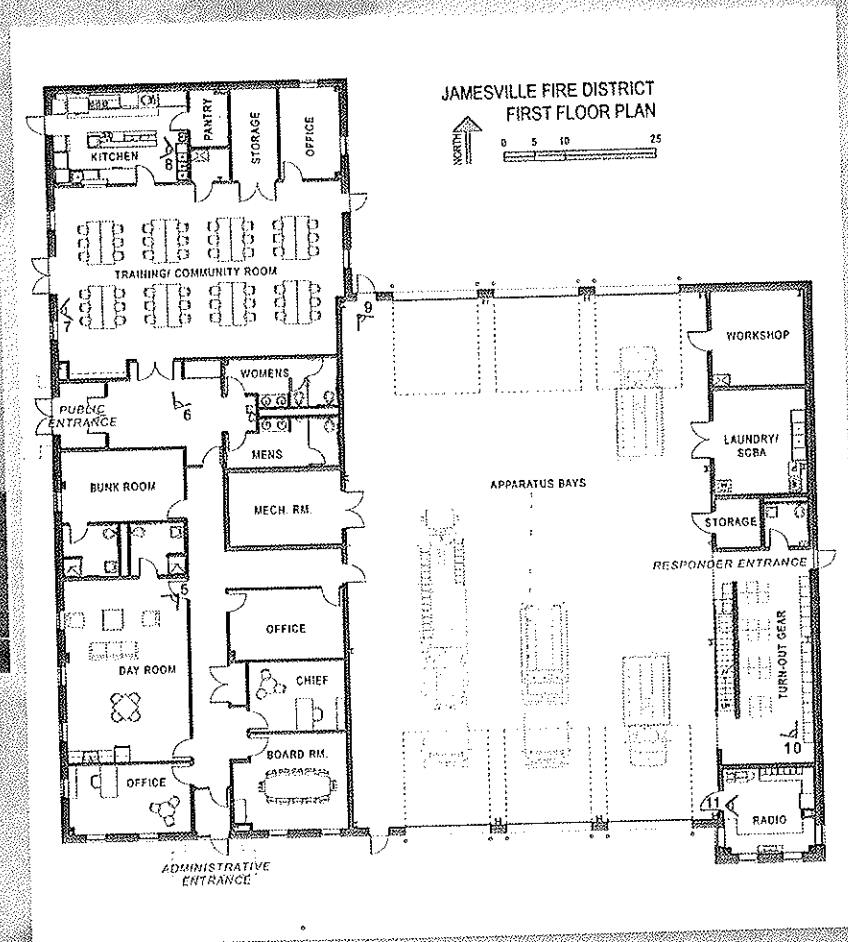 JAMESVILLE FIRE DISTRICT
FIRST FLOOR PLAN
NORTH
0 5 10 25
KITCHEN
8
PANTRY
STORAGE
OFFICE
TRAINING/ COMMUNITY ROOM
7
9
WORKSHOP
WOMENS
PUBLIC
ENTRANCE
6
MENS
LAUNDRY/
SCBA
BUNK ROOM
MECH. RM.
APPARATUS BAYS
STORAGE
RESPONDER ENTRANCE
5
OFFICE
TURN-OUT GEAR
DAY ROOM
CHIEF
10
BOARD RM.
OFFICE
11
RADIO
ADMINISTRATIVE
ENTRANCE